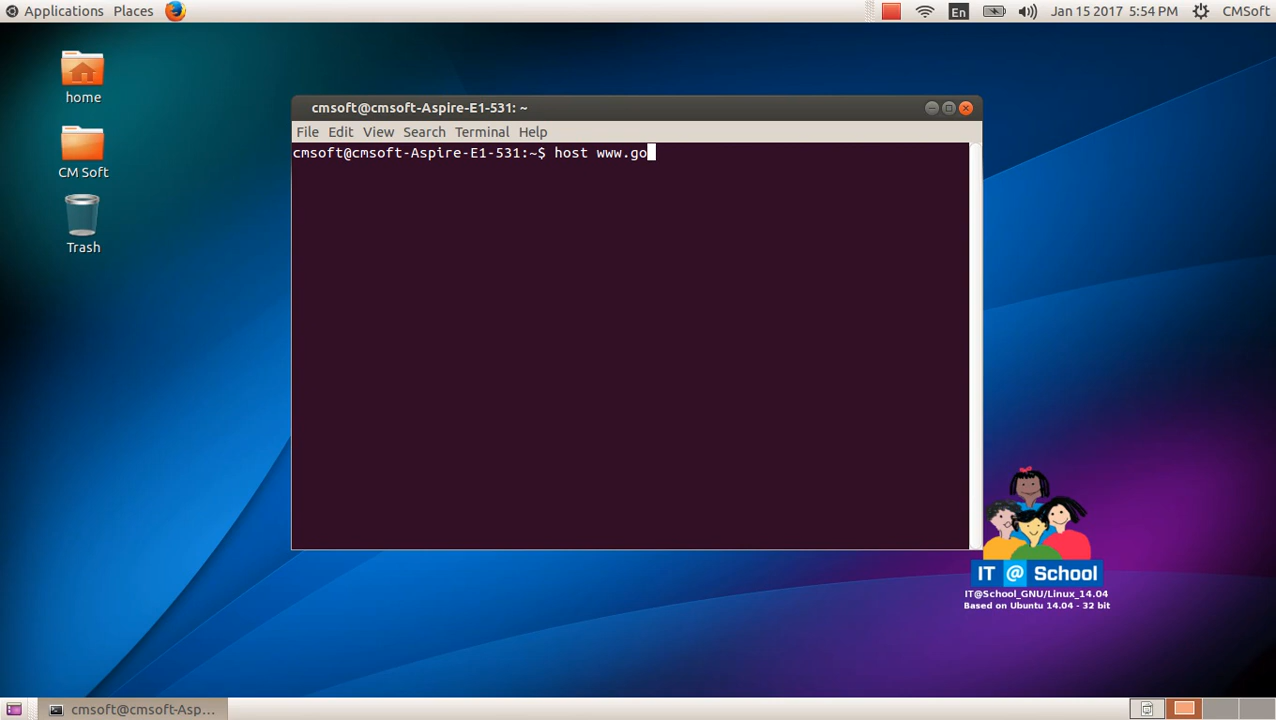 Applications Places
En
Jan 15 2017 5:54 PM
CMSoft
home
CM Soft
Trash
cmsoft@cmsoft-Aspire-E1-531: ~
File Edit View Search Terminal Help
cmsoft@cmsoft-Aspire-E1-531:~$ host www.go
IT @ School
IT@School_GNU/Linux_14.04
Based on Ubuntu 14.04 - 32 bit
cmsoft@cmsoft-Asp...